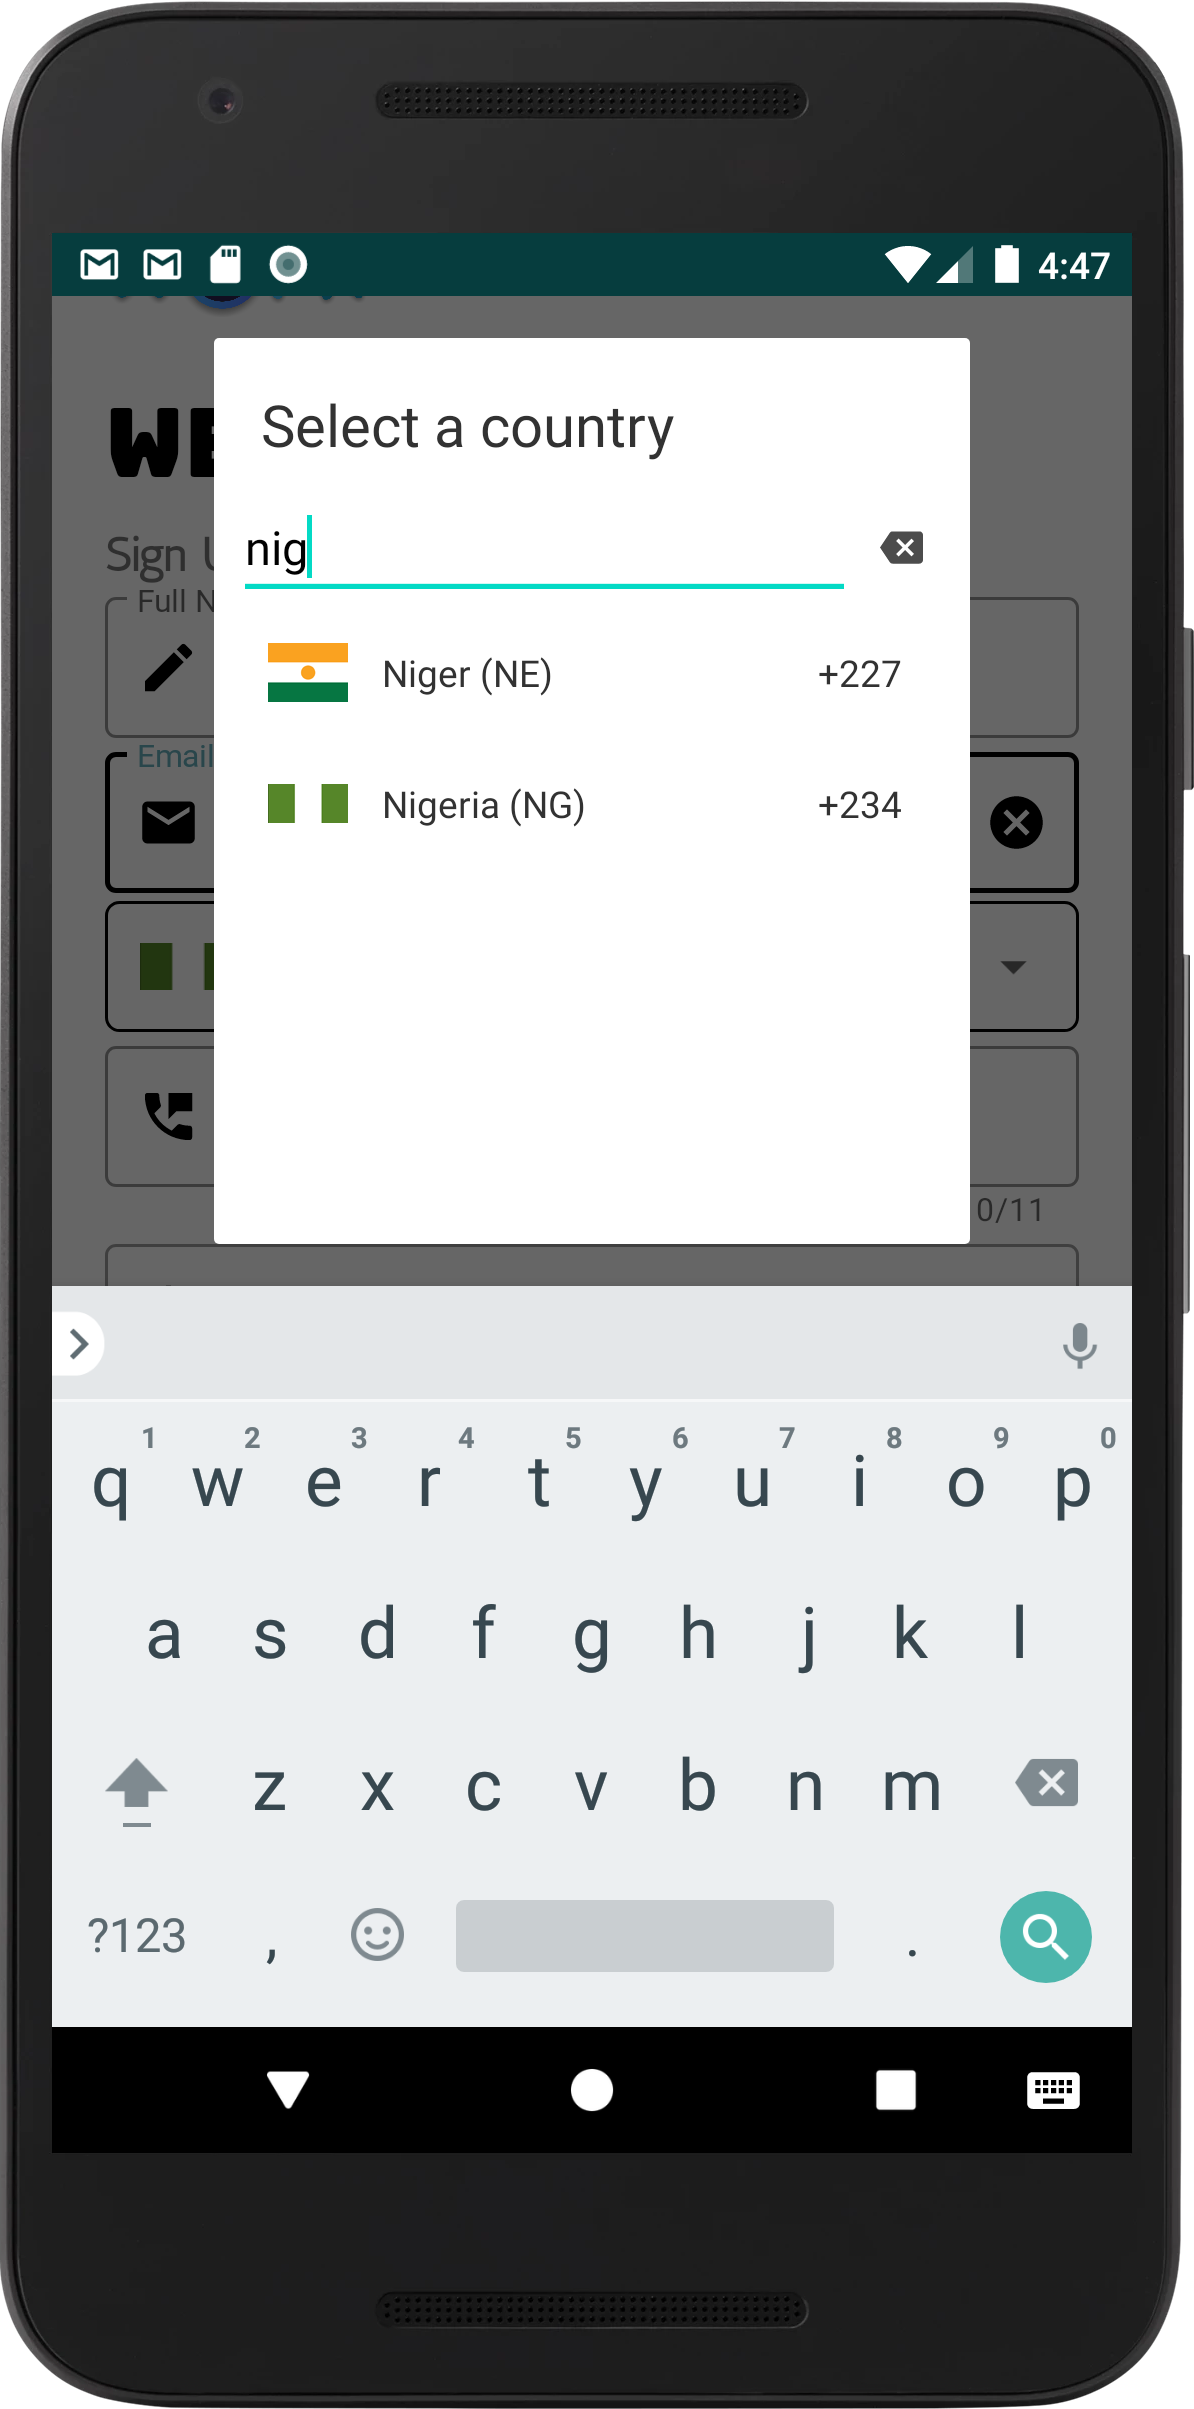 4:47
WE
Select a country
Sign U
nig
Full N
Niger (NE) +227
Email
Nigeria (NG) +234
0/11
1 2 3 4 5 6 7 8 9 0
q w e r t y u i o p
a s d f g h j k l
z x c v b n m
?123 , .